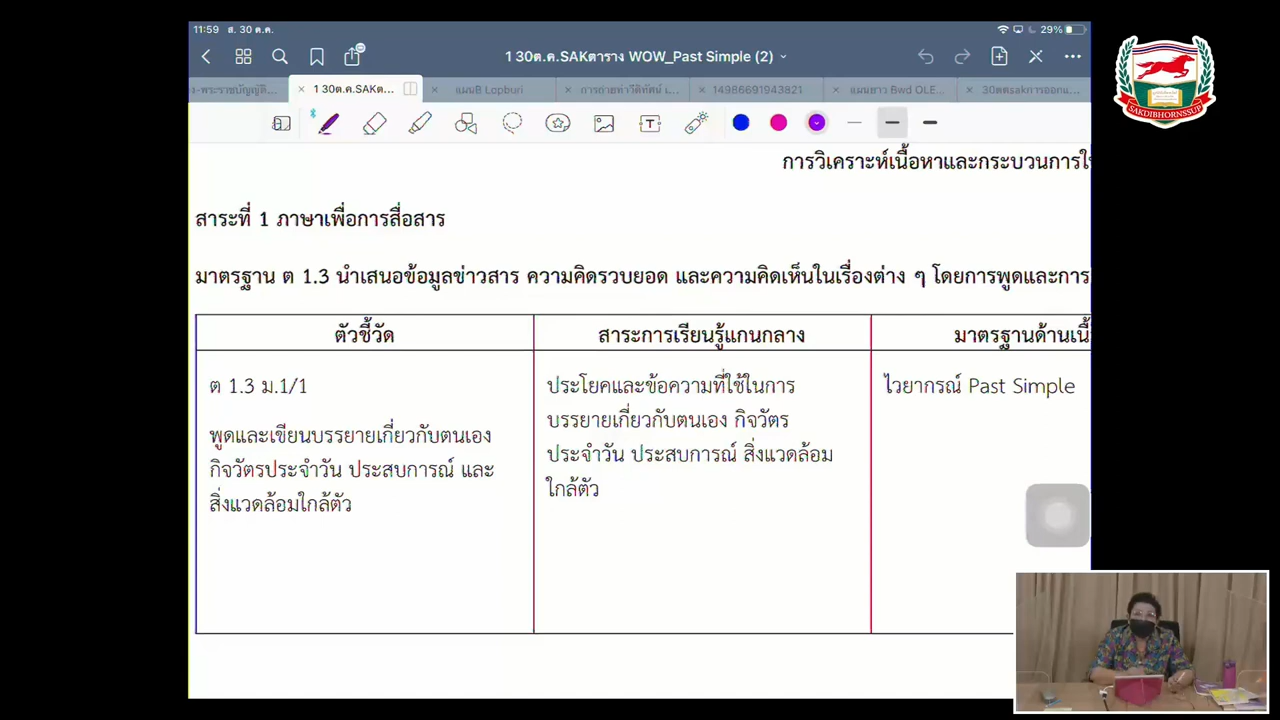 11:59 ส. 30 ต.ค.
29%
1 30ต.ค.SAKตาราง WOW_Past Simple (2)
1 30ต.ค.SAKต...
แผนB Lopburi
14986691943821
แผนการ Bwd OLE...
การวิเคราะห์เนื้อหาและกระบวนการใ
สาระที่ 1 ภาษาเพื่อการสื่อสาร
มาตรฐาน ต 1.3 นำเสนอข้อมูลข่าวสาร ความคิดรวบยอด และความคิดเห็นในเรื่องต่าง ๆ โดยการพูดและการ
ตัวชี้วัด
สาระการเรียนรู้แกนกลาง
มาตรฐานด้านเนื้
ต 1.3 ม.1/1
พูดและเขียนบรรยายเกี่ยวกับตนเอง
กิจวัตรประจำวัน ประสบการณ์ และ
สิ่งแวดล้อมใกล้ตัว
ประโยคและข้อความที่ใช้ในการ
บรรยายเกี่ยวกับตนเอง กิจวัตร
ประจำวัน ประสบการณ์ สิ่งแวดล้อม
ใกล้ตัว
ไวยากรณ์ Past Simple
SAKDIBHORNSSUP